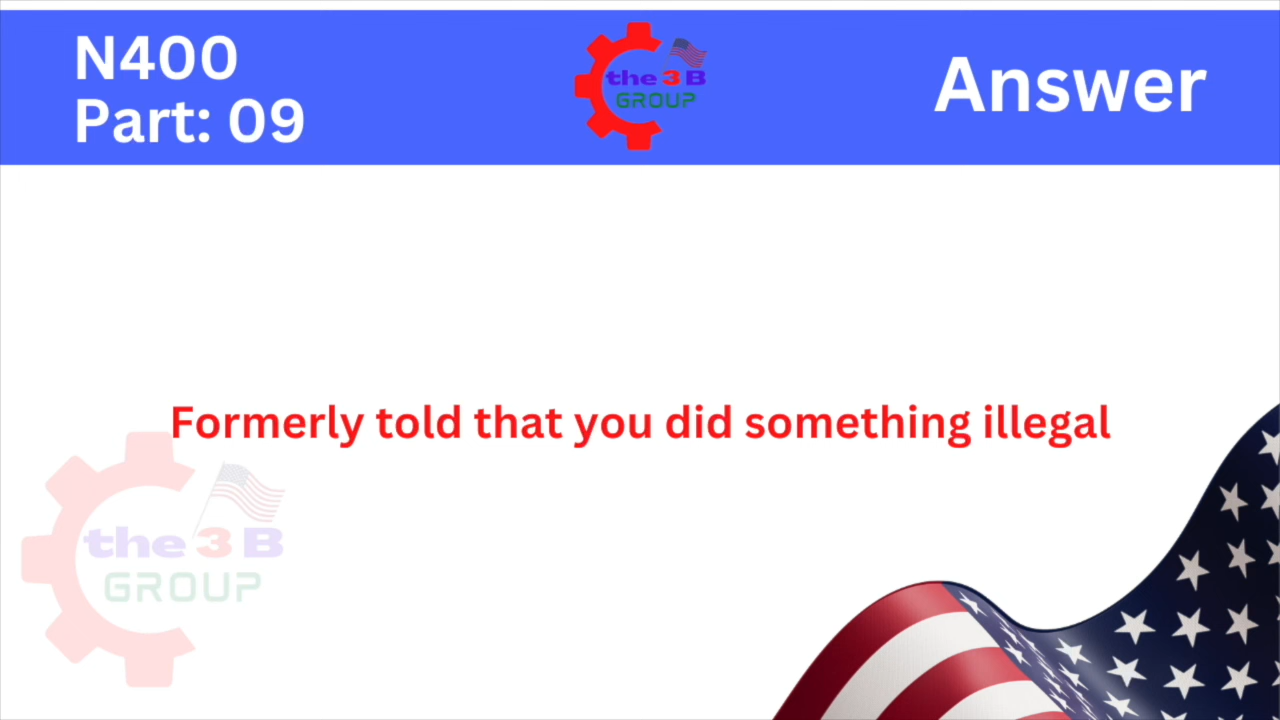 N400
Part: 09
the 3 B
GROUP
Answer
Formerly told that you did something illegal
the 3 B
GROUP